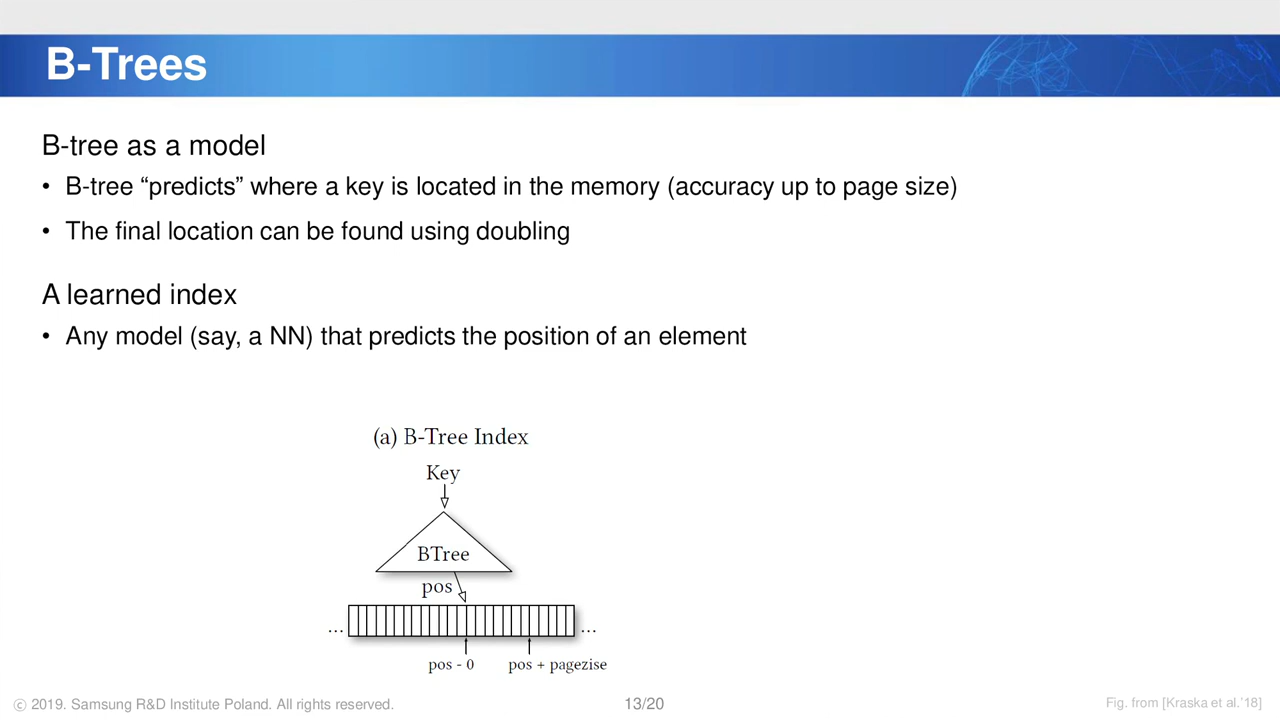 B-Trees
B-tree as a model
• B-tree “predicts” where a key is located in the memory (accuracy up to page size)
• The final location can be found using doubling
A learned index
• Any model (say, a NN) that predicts the position of an element
(a) B-Tree Index
Key
BTree
pos
... ...
pos - 0 pos + pagezise
© 2019. Samsung R&D Institute Poland. All rights reserved. 13/20 Fig. from [Kraska et al.'18]